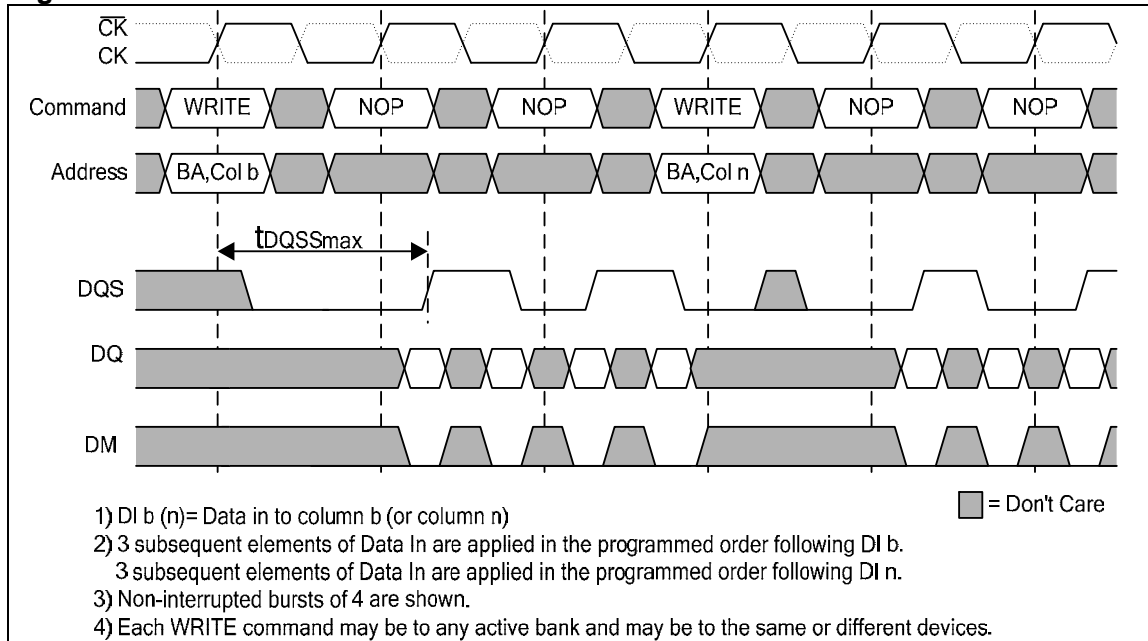 CK
CK
Command WRITE NOP NOP WRITE NOP NOP
Address BA,Col b BA,Col n
tDQSSmax
DQS
DQ
DM
= Don't Care
1) DI b (n)= Data in to column b (or column n)
2) 3 subsequent elements of Data In are applied in the programmed order following DI b.
3 subsequent elements of Data In are applied in the programmed order following DI n.
3) Non-interrupted bursts of 4 are shown.
4) Each WRITE command may be to any active bank and may be to the same or different devices.